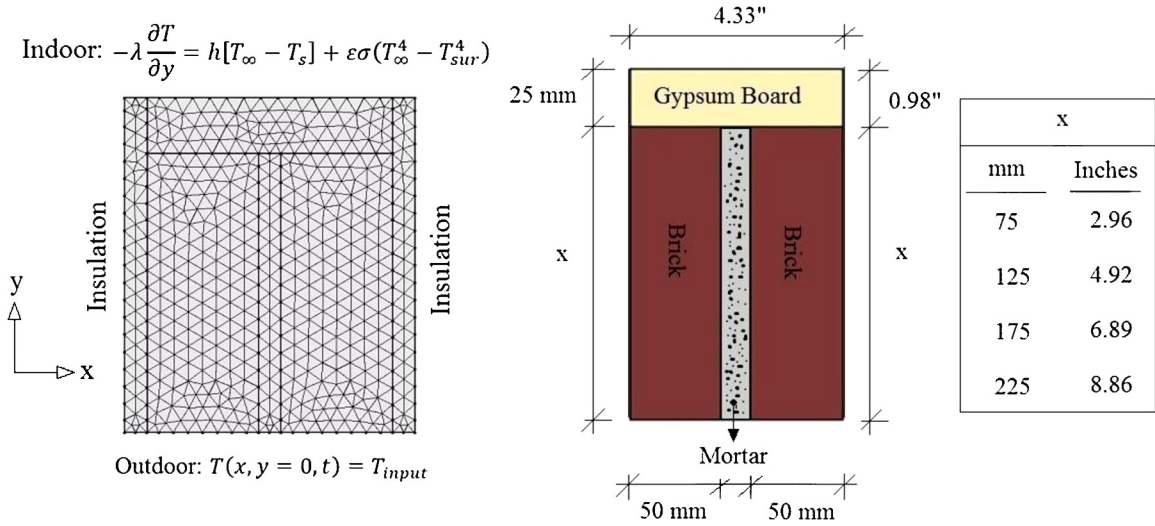 Indoor: −λ ∂T/∂y = h[T∞ − Ts] + εσ(T∞⁴ − Tsur⁴)
Insulation
Insulation
y
x
Outdoor: T(x, y = 0, t) = Tinput
4.33"
25 mm
Gypsum Board
0.98"
x
Brick
Brick
x
Mortar
50 mm
50 mm
x
mm Inches
75 2.96
125 4.92
175 6.89
225 8.86